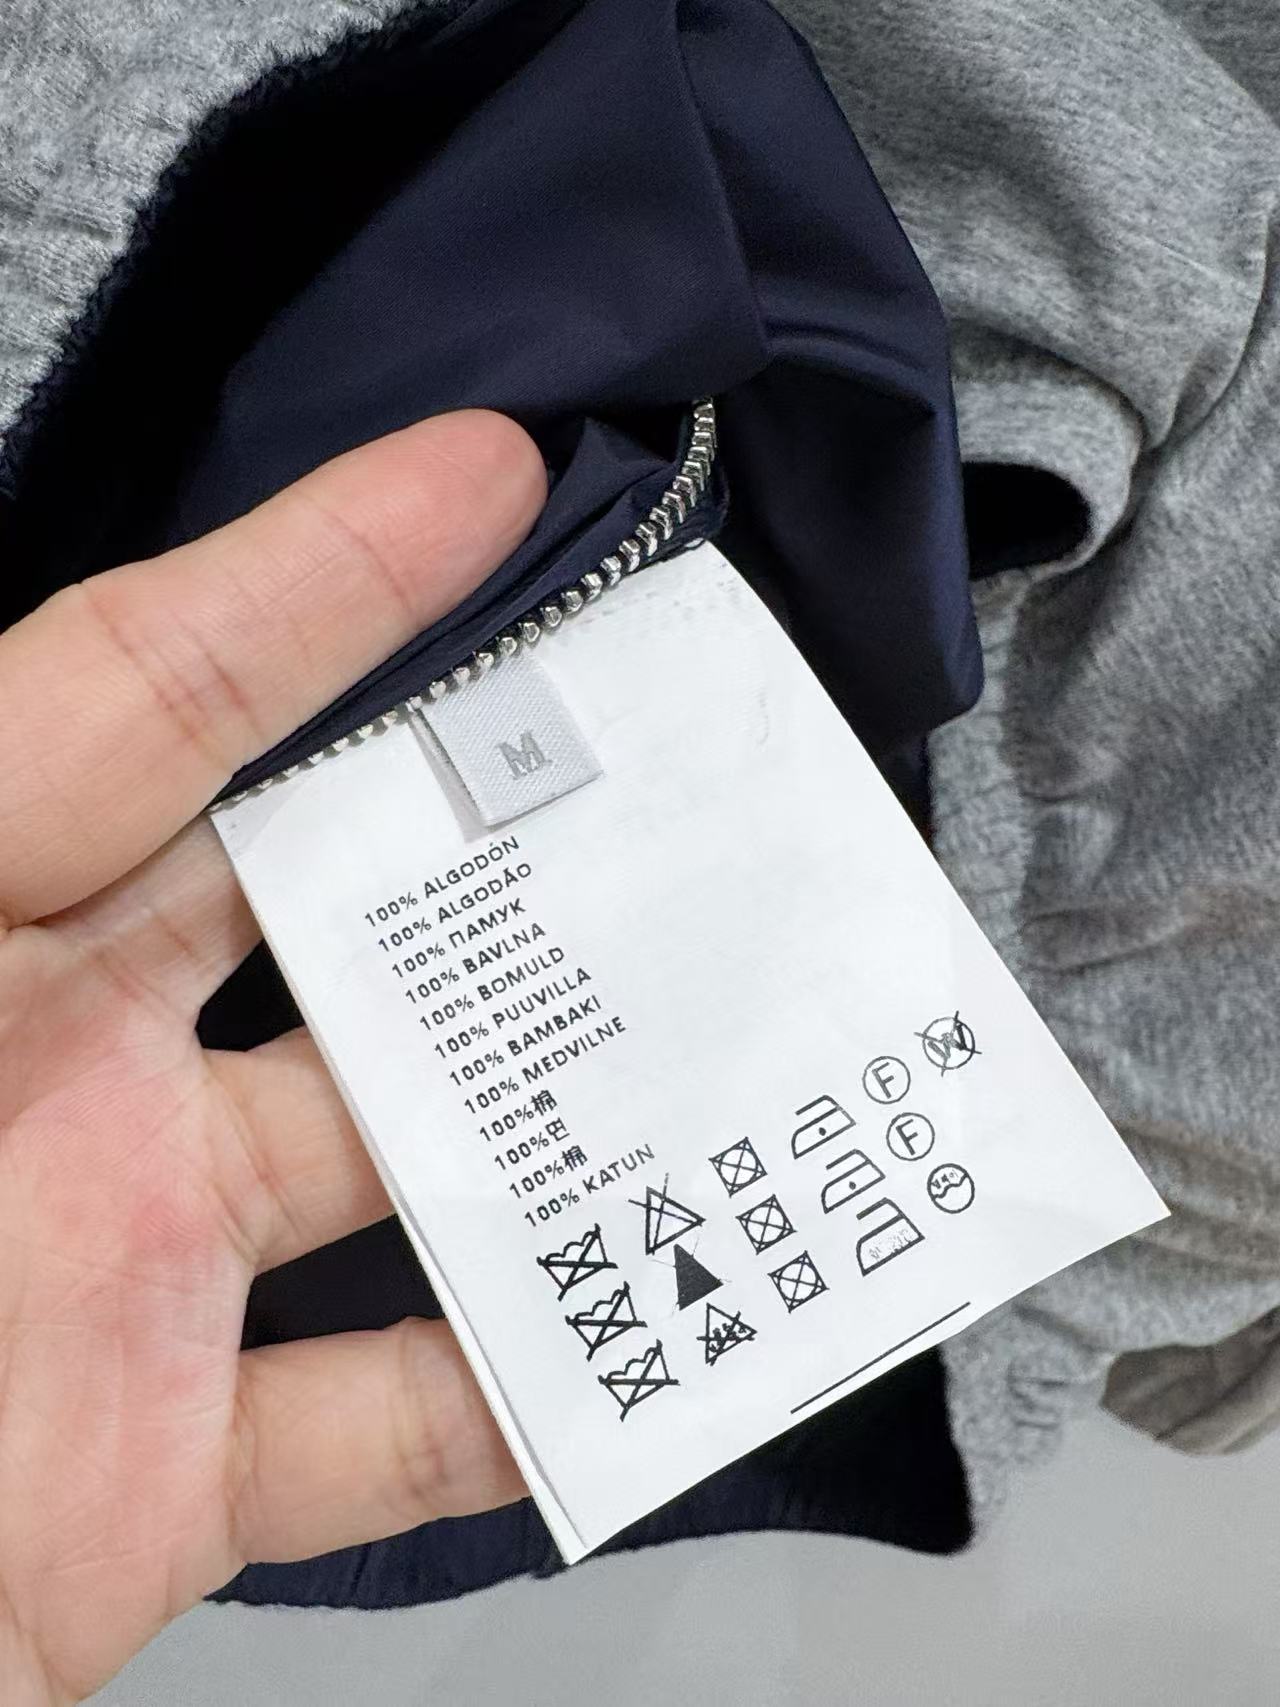 M
100% ALGODÓN
100% ALGODÃO
100% ПАМУК
100% BAVLNA
100% BOMULD
100% PUUVILLA
100% BAMBAKI
100% MEDVILNE
100%棉
100%면
100%棉
100% KATUN
F
F